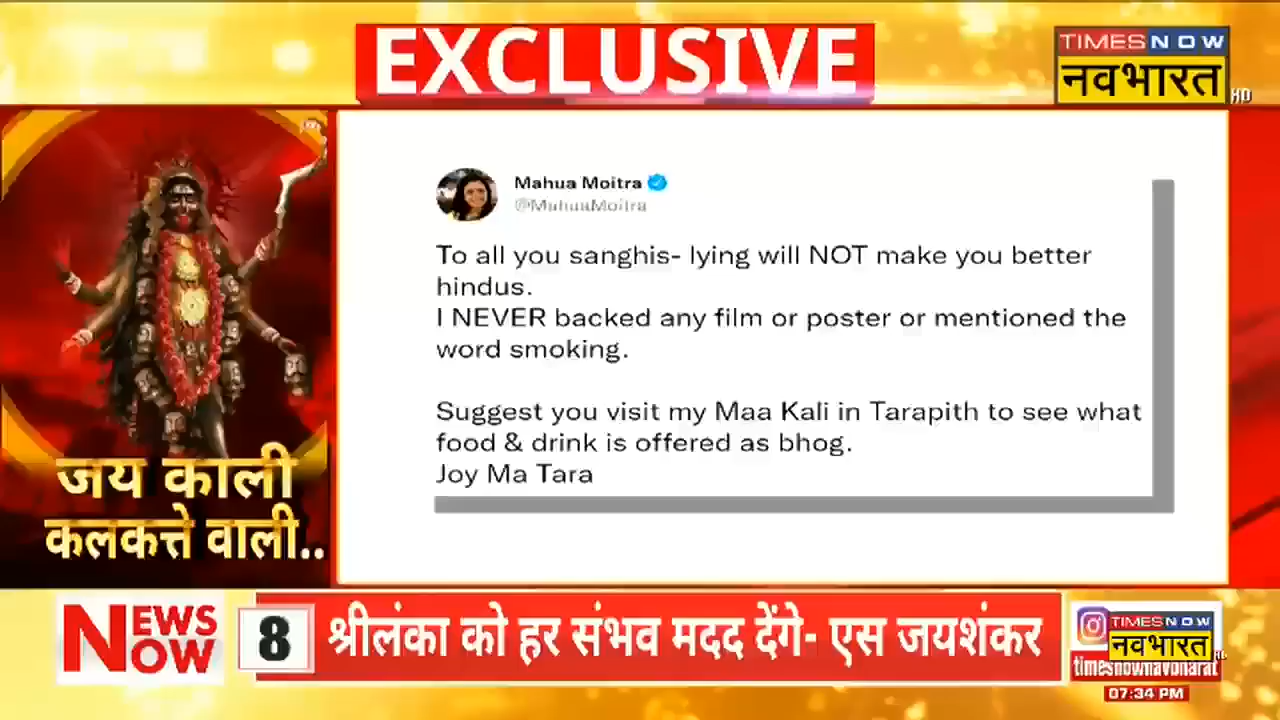 EXCLUSIVE
TIMES NOW
नवभारत
HD
Mahua Moitra
@MahuaMoitra
To all you sanghis- lying will NOT make you better
hindus.
I NEVER backed any film or poster or mentioned the
word smoking.
Suggest you visit my Maa Kali in Tarapith to see what
food & drink is offered as bhog.
Joy Ma Tara
जय काली
कलकत्ते वाली..
NEWS
NOW
8
श्रीलंका को हर संभव मदद देंगे- एस जयशंकर
TIMES NOW
नवभारत
timesnownavbharat
07:34 PM